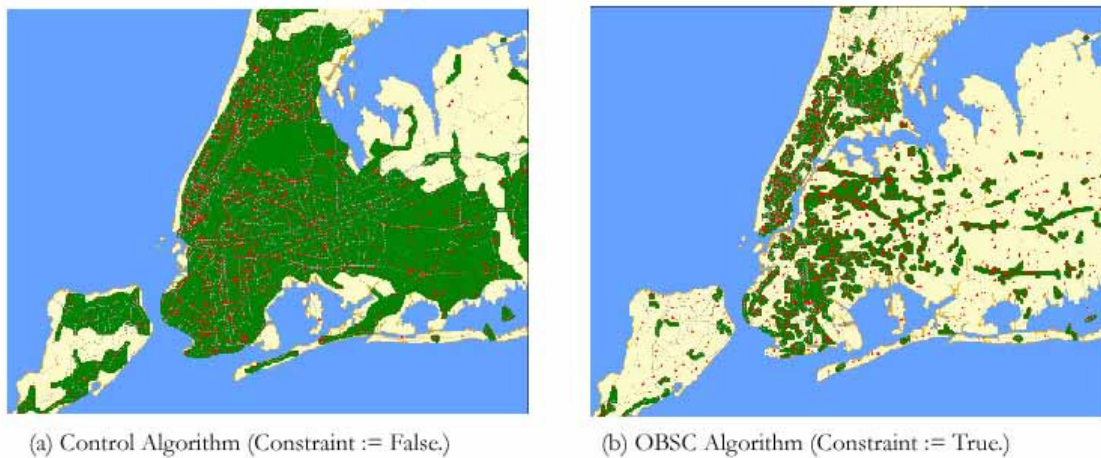 (a) Control Algorithm (Constraint := False.)
(b) OBSC Algorithm (Constraint := True.)